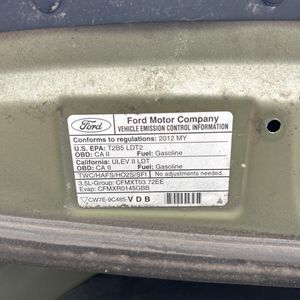 Ford
Ford Motor Company
VEHICLE EMISSION CONTROL INFORMATION
Conforms to regulations: 2012 MY
U.S. EPA: T2B5 LDT2
OBD: CA II Fuel: Gasoline
California: ULEV II LDT
OBD: CA II Fuel: Gasoline
TWC/HAFS/HO2S/SFI No adjustments needed.
3.5L-Group: CFMXT03.72EE
Evap: CFMXR0145GBB
CW7E-9C485-VDB